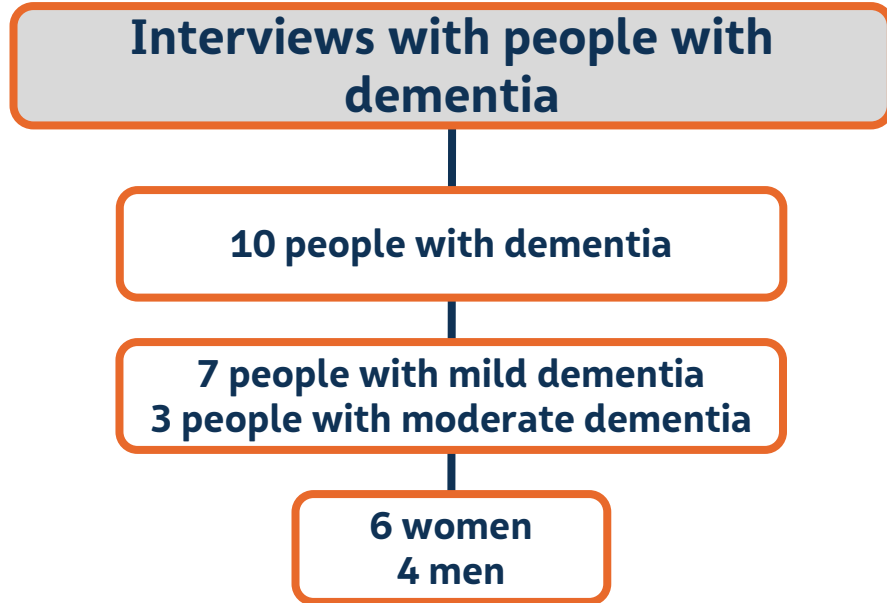 Interviews with people with
dementia
10 people with dementia
7 people with mild dementia
3 people with moderate dementia
6 women
4 men